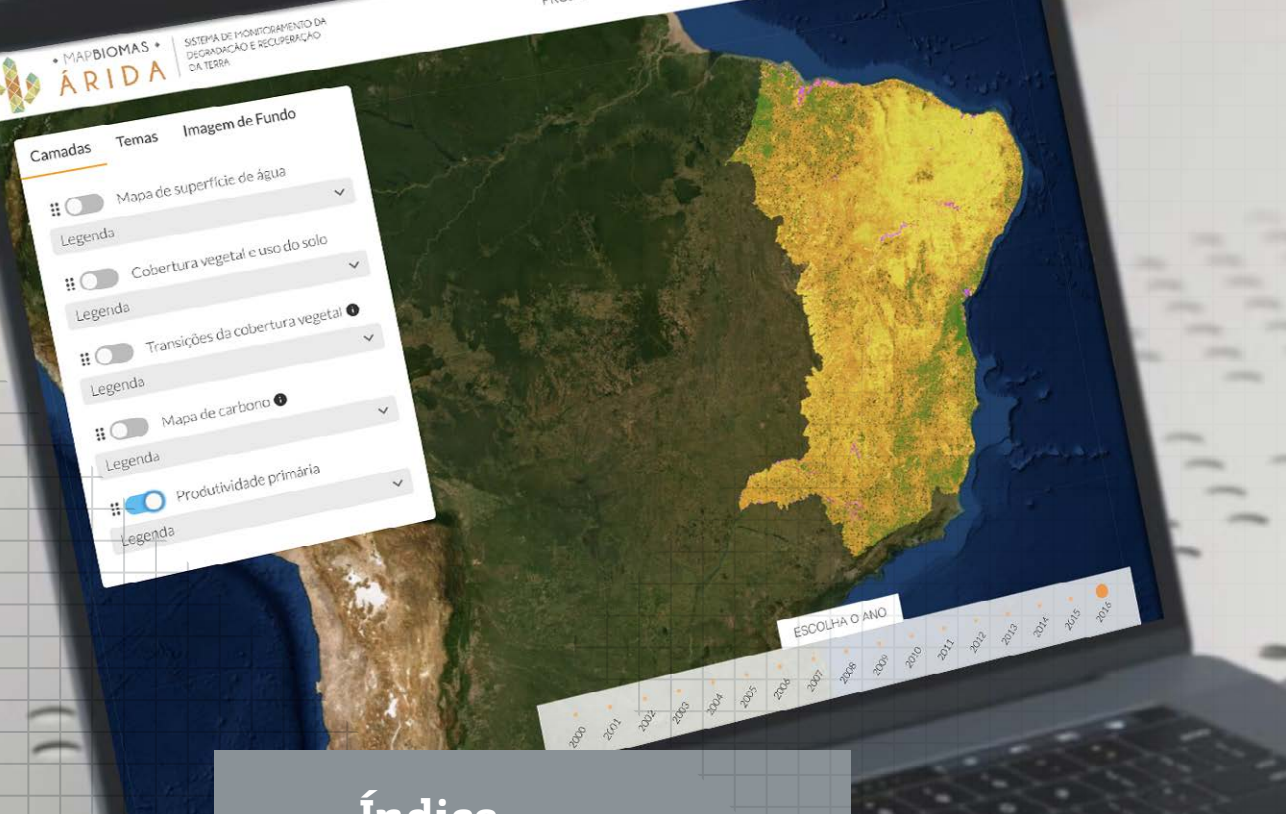 • MAPBIOMAS •
ÁRIDA
SISTEMA DE MONITORAMENTO DA
DEGRADAÇÃO E RECUPERAÇÃO
DA TERRA
Camadas
Temas
Imagem de Fundo
Mapa de superfície de água
Legenda
Cobertura vegetal e uso do solo
Legenda
Transições da cobertura vegetal
Legenda
Mapa de carbono
Legenda
Produtividade primária
Legenda
ESCOLHA O ANO
2000
2001
2002
2003
2004
2005
2006
2007
2008
2009
2010
2011
2012
2013
2014
2015
2016